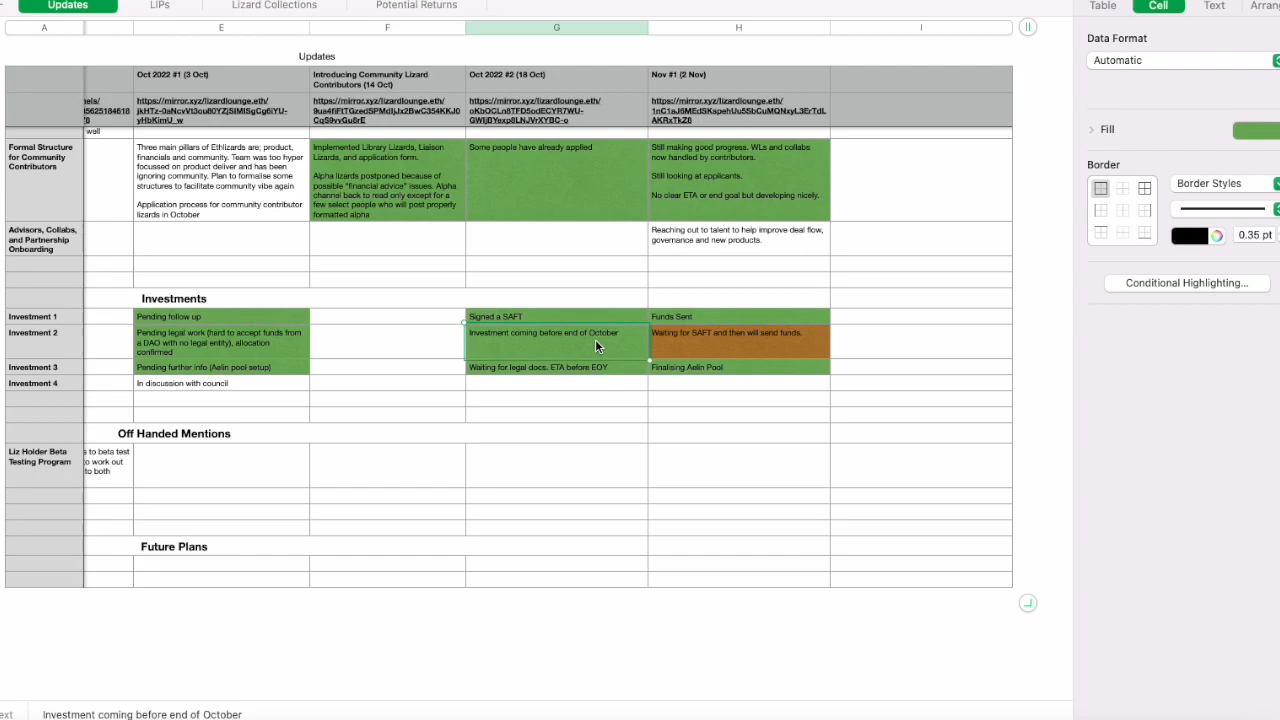 Updates
LIPs
Lizard Collections
Potential Returns
Table
Cell
Text
Arrang
A
E
F
G
H
I
Updates
Oct 2022 #1 (3 Oct)
Introducing Community Lizard
Contributors (14 Oct)
Oct 2022 #2 (18 Oct)
Nov #1 (2 Nov)
https://mirror.xyz/lizardlounge.eth/
https://mirror.xyz/lizardlounge.eth/
https://mirror.xyz/lizardlounge.eth/
https://mirror.xyz/lizardlounge.eth/
well
Formal Structure
for Community
Contributors
Three main pillars of Ethlizards are; product,
financials and community. Team was too hyper
focussed on product deliver and has been
ignoring community. Plan to formalise some
structures to facilitate community vibe again
Application process for community contributor
lizards in October
Implemented Library Lizards, Liaison
Lizards, and application form.
Alpha lizards postponed because of
possible "financial advice" issues. Alpha
channel back to read only except for a
few select people who will post properly
formatted alpha
Some people have already applied
Still making good progress. WLs and collabs
now handled by contributors.
Still looking at applicants.
No clear ETA or end goal but developing nicely.
Advisors, Collabs,
and Partnership
Onboarding
Reaching out to talent to help improve deal flow,
governance and new products.
Investments
Investment 1
Pending follow up
Signed a SAFT
Funds Sent
Investment 2
Pending legal work (hard to accept funds from
a DAO with no legal entity), allocation
confirmed
Investment coming before end of October
Waiting for SAFT and then will send funds.
Investment 3
Pending further info (Aelin pool setup)
Waiting for legal docs. ETA before EOY
Finalising Aelin Pool
Investment 4
In discussion with council
Off Handed Mentions
Liz Holder Beta
Testing Program
s to beta test
to work out
to both
Future Plans
Data Format
Automatic
Fill
Border
Border Styles
0.35 pt
Conditional Highlighting...
ext
Investment coming before end of October